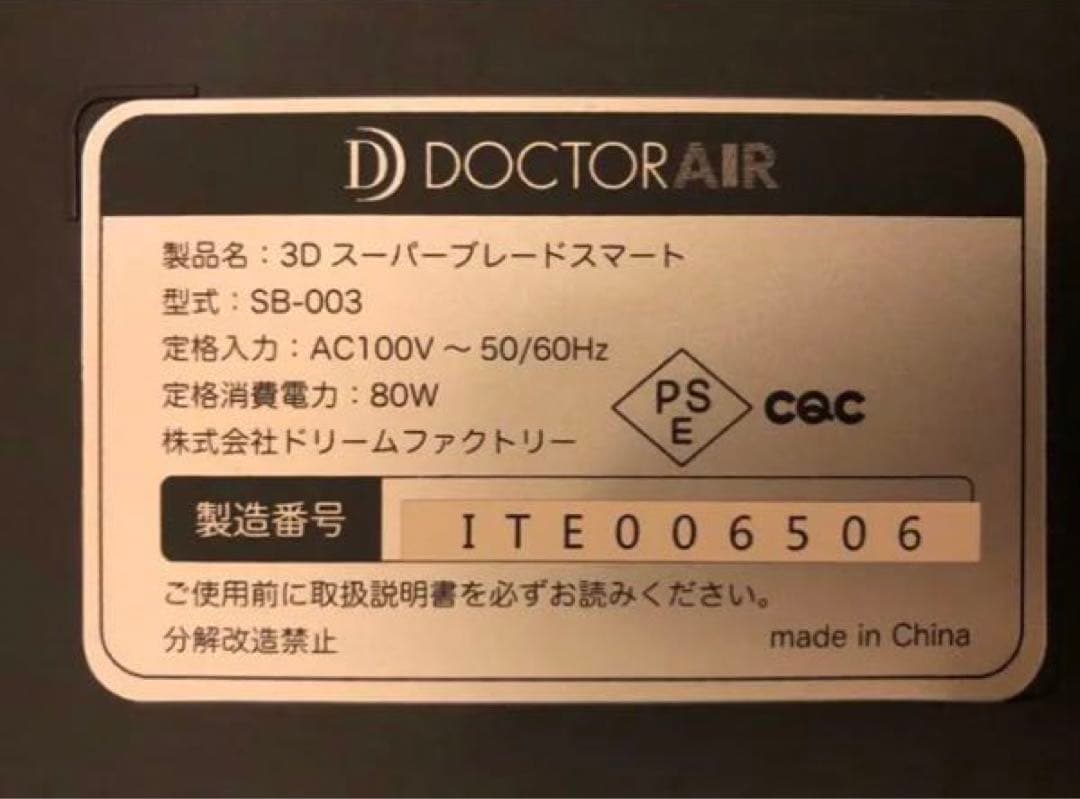 DOCTORAIR
製品名：3D スーパーブレードスマート
型式：SB-003
定格入力：AC100V ～ 50/60Hz
定格消費電力：80W
株式会社ドリームファクトリー
PS
E
CQC
製造番号 ITE006506
ご使用前に取扱説明書を必ずお読みください。
分解改造禁止
made in China